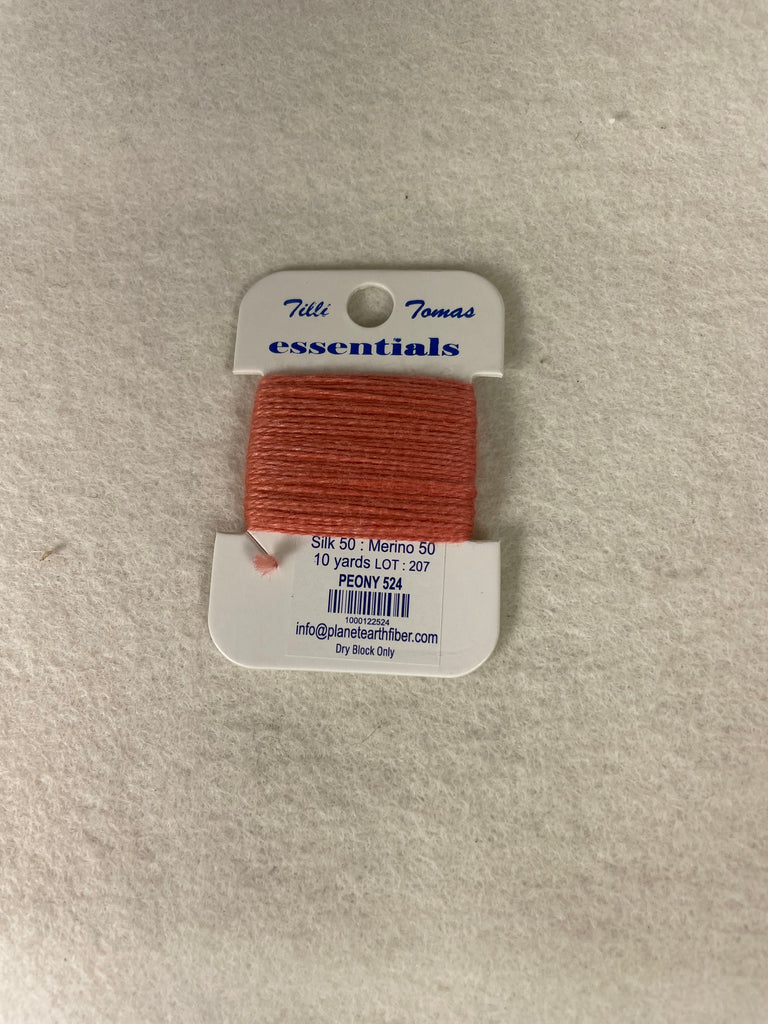 Tilli Tomas
essentials
Silk 50 : Merino 50
10 yards LOT : 207
PEONY 524
1000122524
info@planetearthfiber.com
Dry Block Only